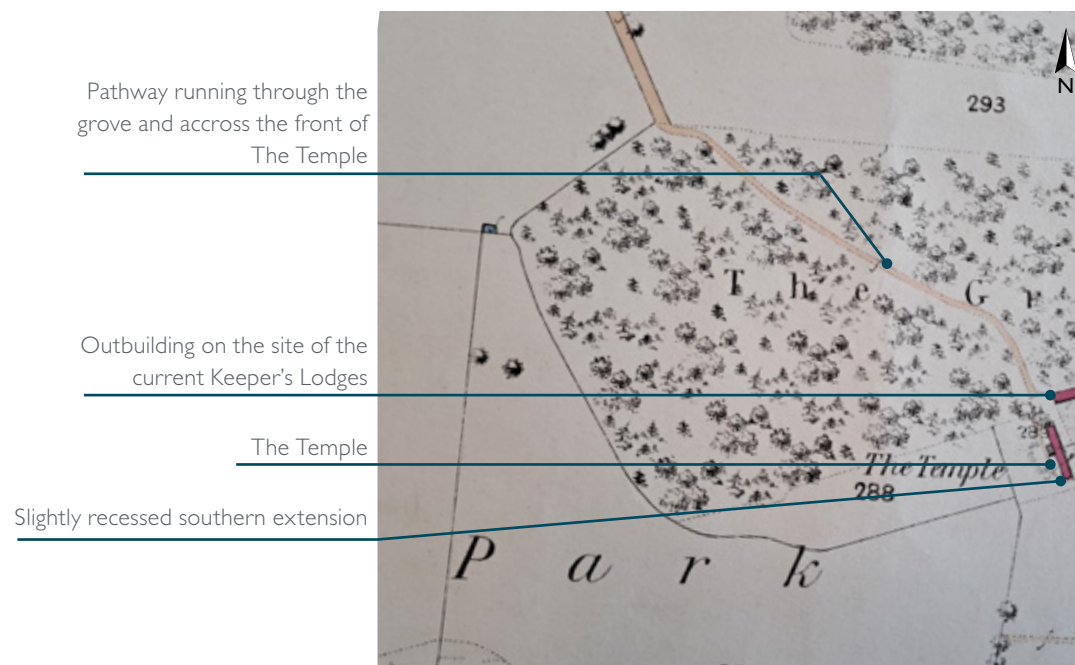 Pathway running through the
grove and accross the front of
The Temple
Outbuilding on the site of the
current Keeper's Lodges
The Temple
Slightly recessed southern extension
N
293
The Gr
The Temple
288
Park